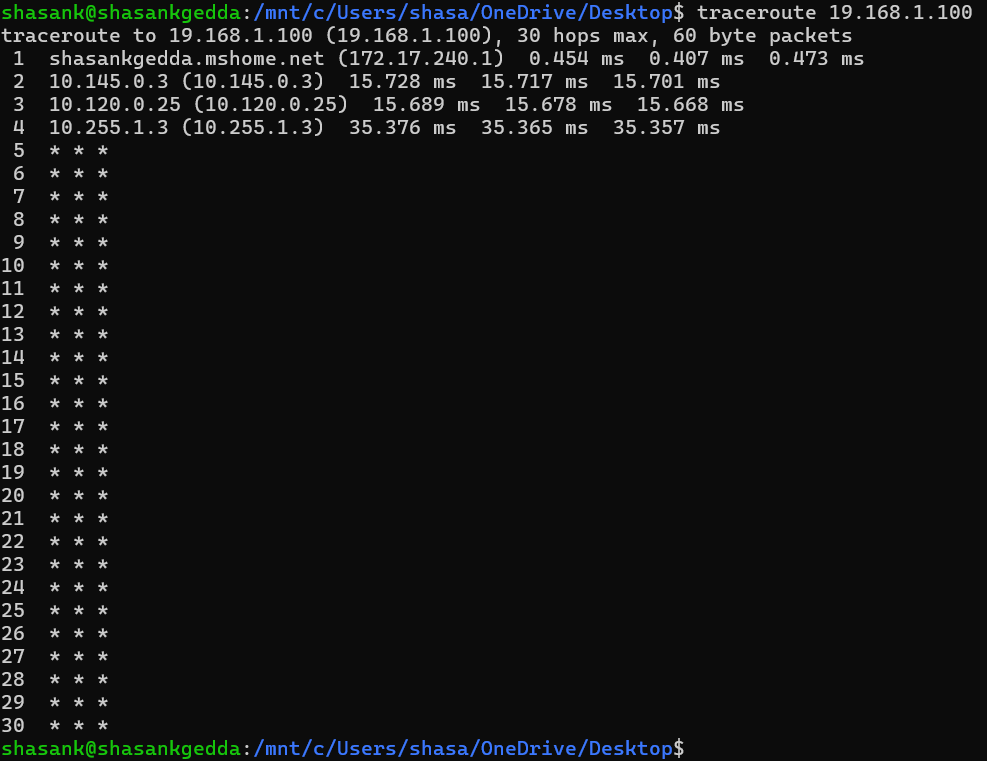 shasank@shasankgedda:/mnt/c/Users/shasa/OneDrive/Desktop$ traceroute 19.168.1.100
traceroute to 19.168.1.100 (19.168.1.100), 30 hops max, 60 byte packets
 1  shasankgedda.mshome.net (172.17.240.1)  0.454 ms  0.407 ms  0.473 ms
 2  10.145.0.3 (10.145.0.3)  15.728 ms  15.717 ms  15.701 ms
 3  10.120.0.25 (10.120.0.25)  15.689 ms  15.678 ms  15.668 ms
 4  10.255.1.3 (10.255.1.3)  35.376 ms  35.365 ms  35.357 ms
 5  * * *
 6  * * *
 7  * * *
 8  * * *
 9  * * *
10  * * *
11  * * *
12  * * *
13  * * *
14  * * *
15  * * *
16  * * *
17  * * *
18  * * *
19  * * *
20  * * *
21  * * *
22  * * *
23  * * *
24  * * *
25  * * *
26  * * *
27  * * *
28  * * *
29  * * *
30  * * *
shasank@shasankgedda:/mnt/c/Users/shasa/OneDrive/Desktop$